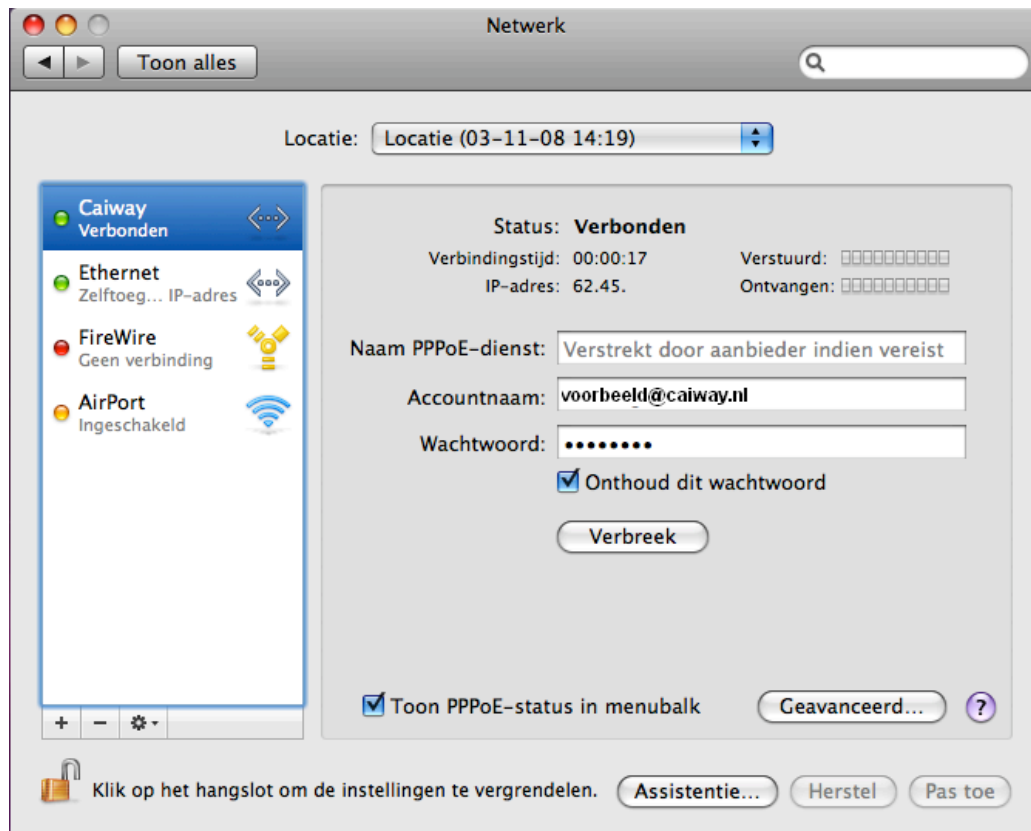 Netwerk
Toon alles
Locatie: Locatie (03-11-08 14:19)
Caiway
Verbonden
Ethernet
Zelftoeg... IP-adres
FireWire
Geen verbinding
AirPort
Ingeschakeld
Status: Verbonden
Verbindingstijd: 00:00:17 Verstuurd:
IP-adres: 62.45. Ontvangen:
Naam PPPoE-dienst: Verstrekt door aanbieder indien vereist
Accountnaam: voorbeeld@caiway.nl
Wachtwoord: ••••••••
Onthoud dit wachtwoord
Verbreek
Toon PPPoE-status in menubalk Geavanceerd... ?
Klik op het hangslot om de instellingen te vergrendelen. Assistentie... Herstel Pas toe